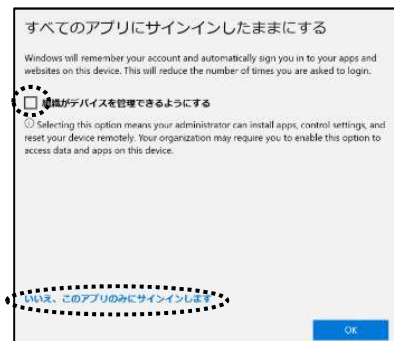 すべてのアプリにサインインしたままにする
Windows will remember your account and automatically sign you in to your apps and
websites on this device. This will reduce the number of times you are asked to login.
組織がデバイスを管理できるようにする
Selecting this option means your administrator can install apps, control settings, and
reset your device remotely. Your organization may require you to enable this option to
access data and apps on this device.
いいえ、このアプリのみにサインインします
OK